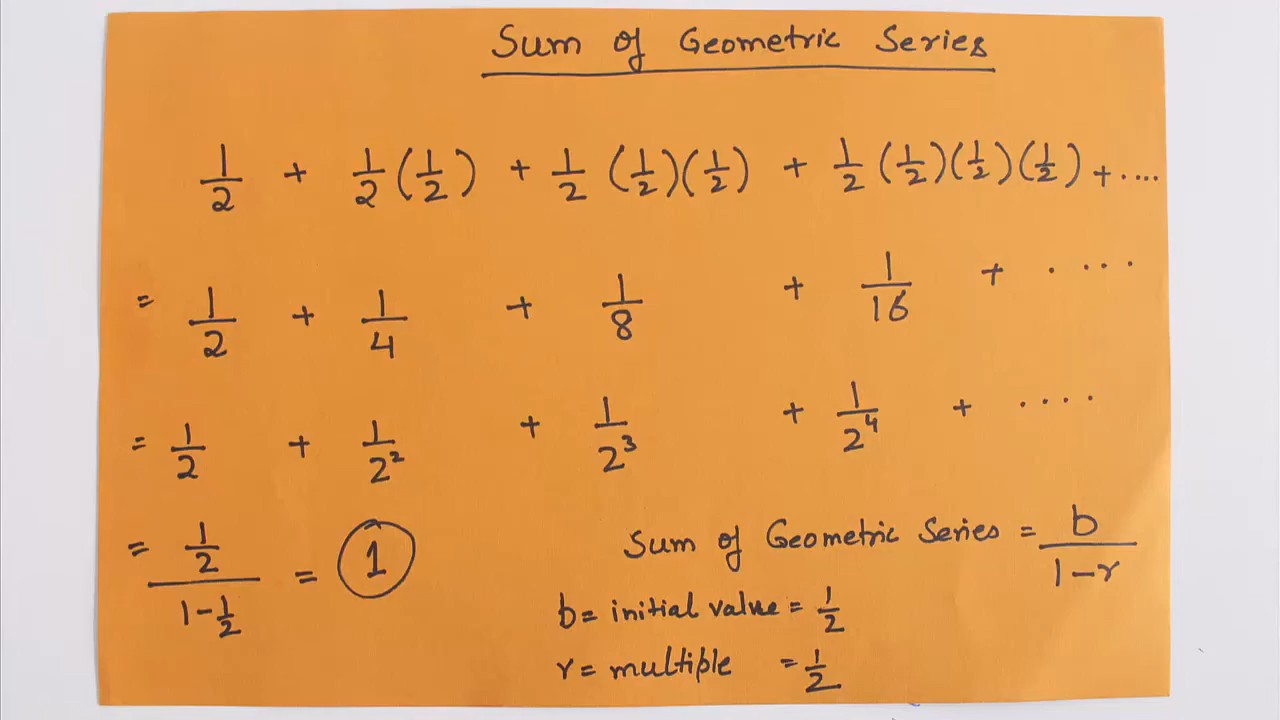 Sum of Geometric Series
1/2 + 1/2 (1/2) + 1/2 (1/2)(1/2) + 1/2 (1/2)(1/2)(1/2) + ....
= 1/2 + 1/4 + 1/8 + 1/16 + ....
= 1/2 + 1/2² + 1/2³ + 1/2⁴ + ....
= (1/2)/(1-1/2) = 1
Sum of Geometric Series = b/(1-r)
b = initial value = 1/2
r = multiple = 1/2